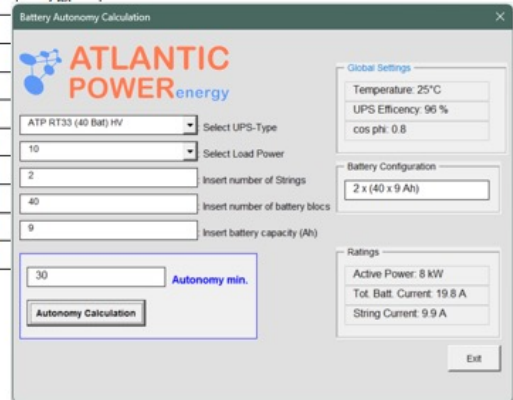 Battery Autonomy Calculation
ATLANTIC
POWERenergy
ATP RT33 (40 Bat) HV
Select UPS-Type
10
Select Load Power
2
Insert number of Strings
40
Insert number of battery blocs
9
Insert battery capacity (Ah)
30
Autonomy min.
Autonomy Calculation
Global Settings
Temperature: 25°C
UPS Efficency: 96 %
cos phi: 0.8
Battery Configuration
2 x (40 x 9 Ah)
Ratings
Active Power: 8 kW
Tot. Batt. Current: 19.8 A
String Current: 9.9 A
Exit